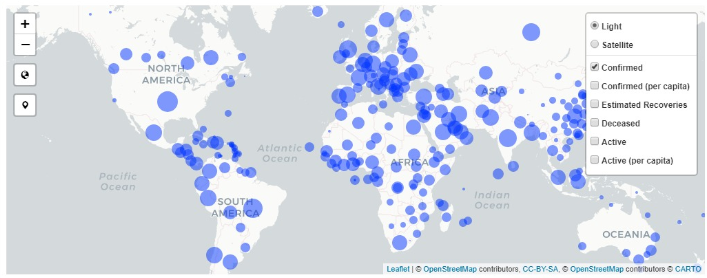 +
−
Light
Satellite
Confirmed
Confirmed (per capita)
Estimated Recoveries
Deceased
Active
Active (per capita)
NORTH
AMERICA
ASIA
Atlantic
Ocean
AFRICA
Pacific
Ocean
Indian
Ocean
SOUTH
AMERICA
OCEANIA
Leaflet | © OpenStreetMap contributors, CC-BY-SA, © OpenStreetMap contributors © CARTO